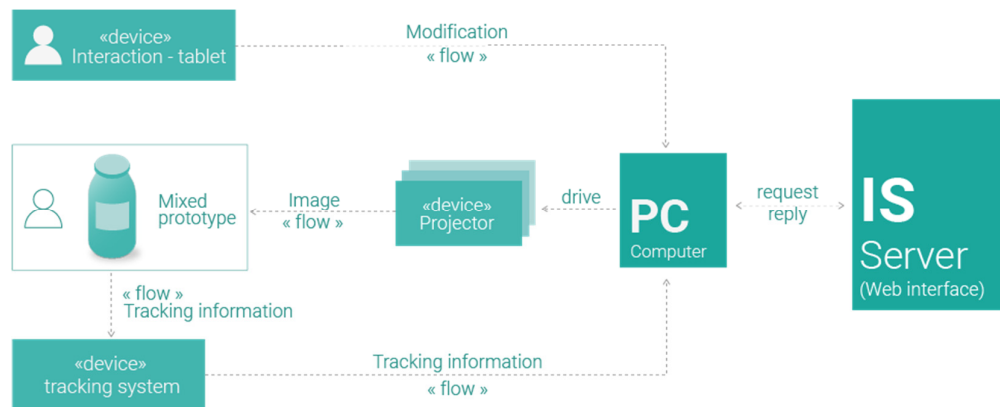 «device»
Interaction - tablet
Modification
« flow »
Mixed
prototype
Image
« flow »
«device»
Projector
drive
PC
Computer
request
reply
IS
Server
(Web interface)
« flow »
Tracking information
«device»
tracking system
Tracking information
« flow »